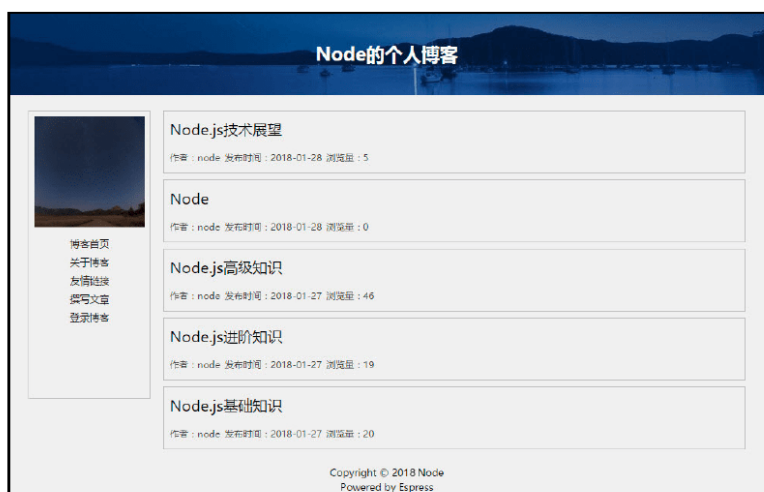 Node的个人博客
博客首页
关于博客
友情链接
撰写文章
登录博客
Node.js技术展望
作者：node 发布时间：2018-01-28 浏览量：5
Node
作者：node 发布时间：2018-01-28 浏览量：0
Node.js高级知识
作者：node 发布时间：2018-01-27 浏览量：46
Node.js进阶知识
作者：node 发布时间：2018-01-27 浏览量：19
Node.js基础知识
作者：node 发布时间：2018-01-27 浏览量：20
Copyright © 2018 Node
Powered by Espress